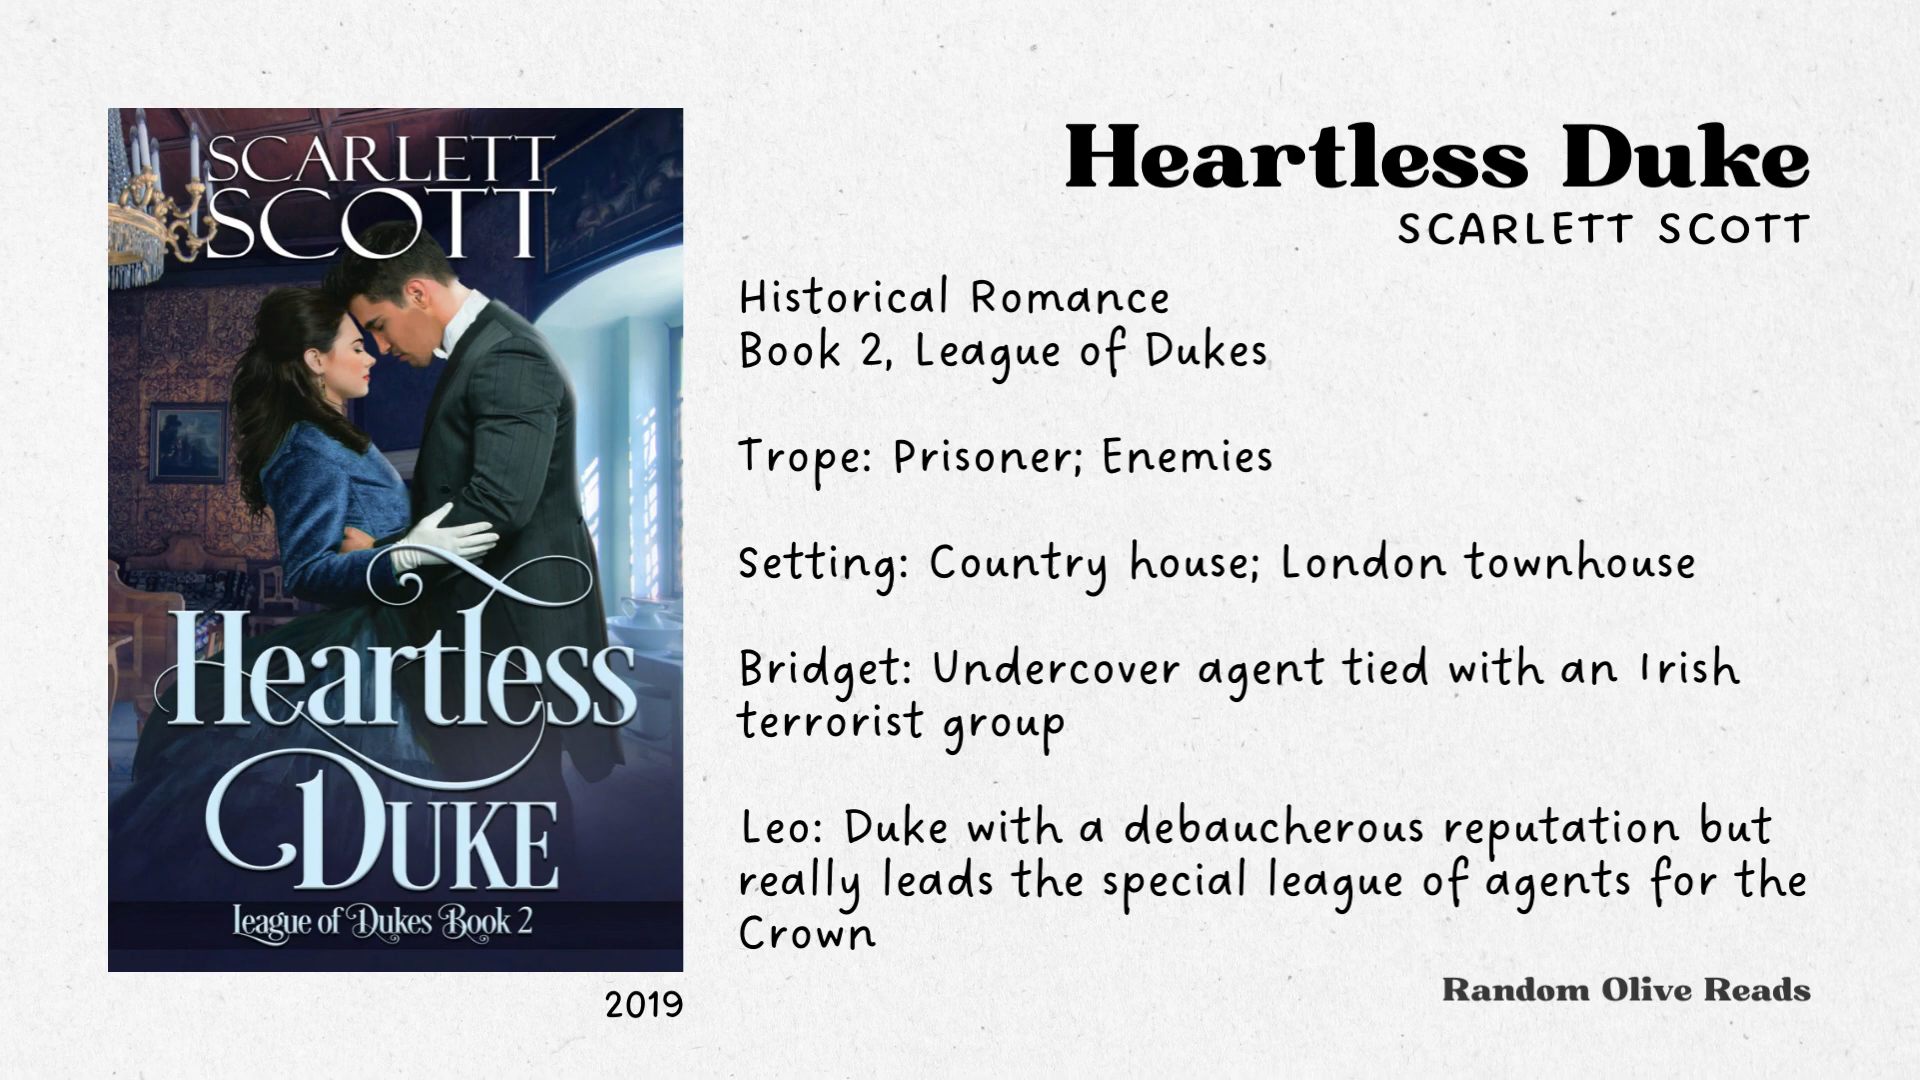 SCARLETT
SCOTT
Heartless
DUKE
League of Dukes Book 2
2019
Heartless Duke
SCARLETT SCOTT
Historical Romance
Book 2, League of Dukes
Trope: Prisoner; Enemies
Setting: Country house; London townhouse
Bridget: Undercover agent tied with an Irish
terrorist group
Leo: Duke with a debaucherous reputation but
really leads the special league of agents for the
Crown
Random Olive Reads